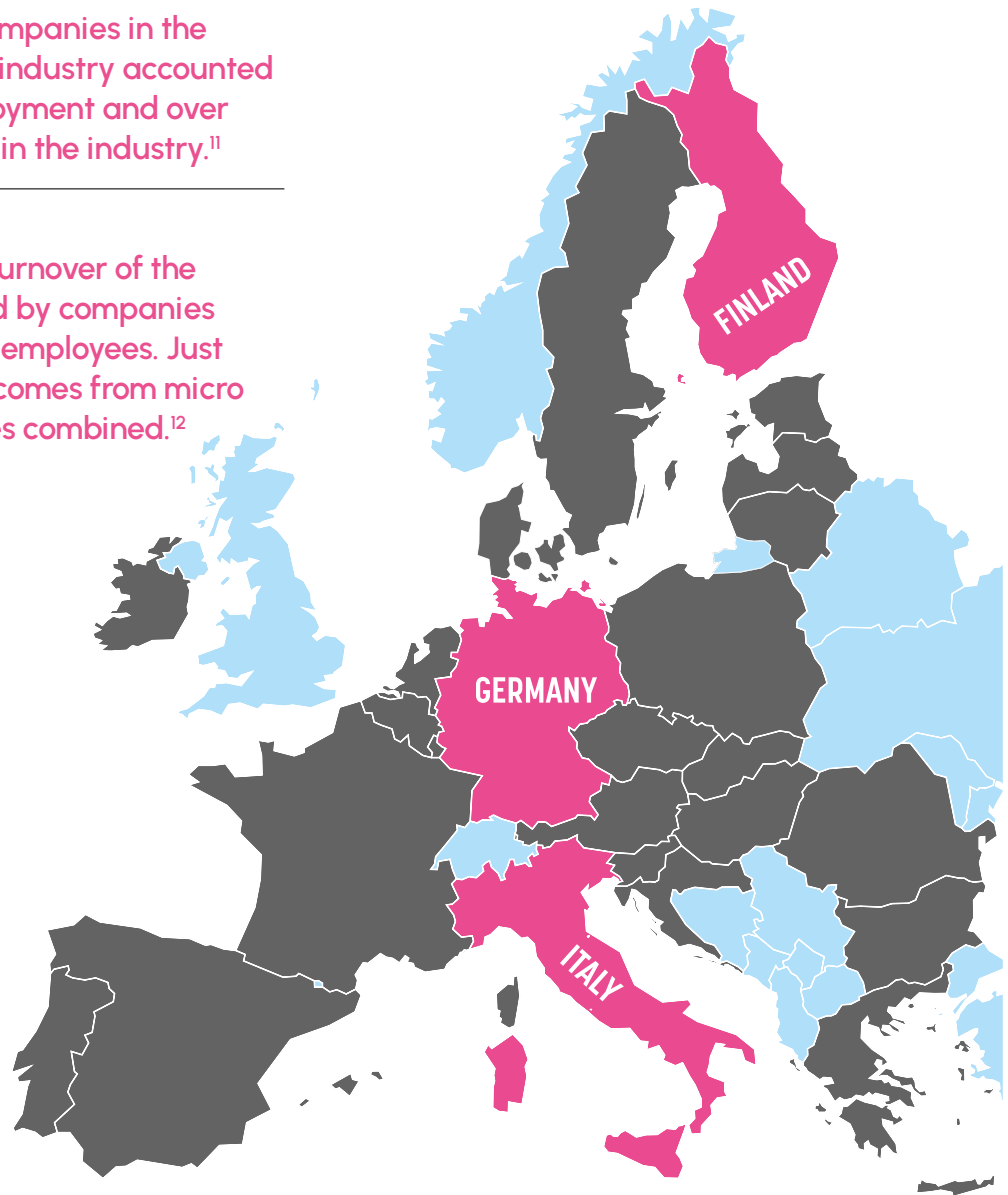 mpanies in the
industry accounted
oyment and over
in the industry.¹¹
urnover of the
d by companies
employees. Just
comes from micro
es combined.¹²
FINLAND
GERMANY
ITALY